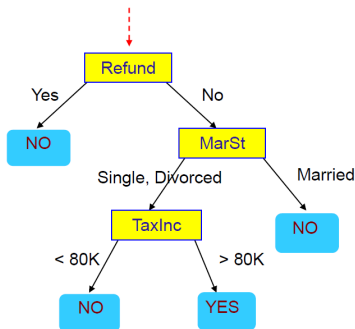 Refund
Yes
No
NO
MarSt
Single, Divorced
Married
TaxInc
NO
< 80K
> 80K
NO
YES